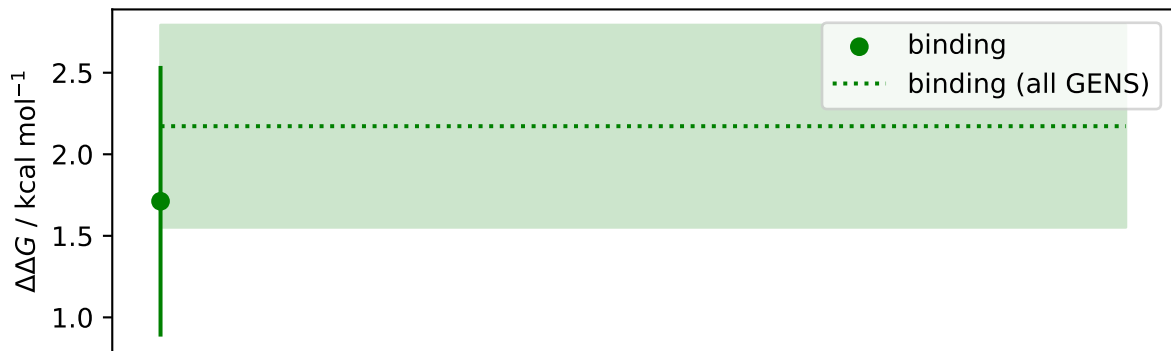 binding
binding (all GENS)
2.5
2.0
1.5
1.0
ΔΔG / kcal mol⁻¹